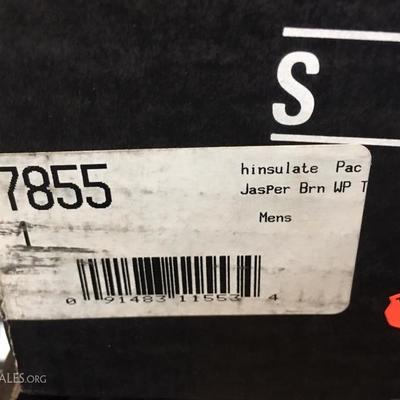 S
7855
hinsulate Pac
Jasper Brn WP T
Mens
0 91483 11553 4
ALES.ORG